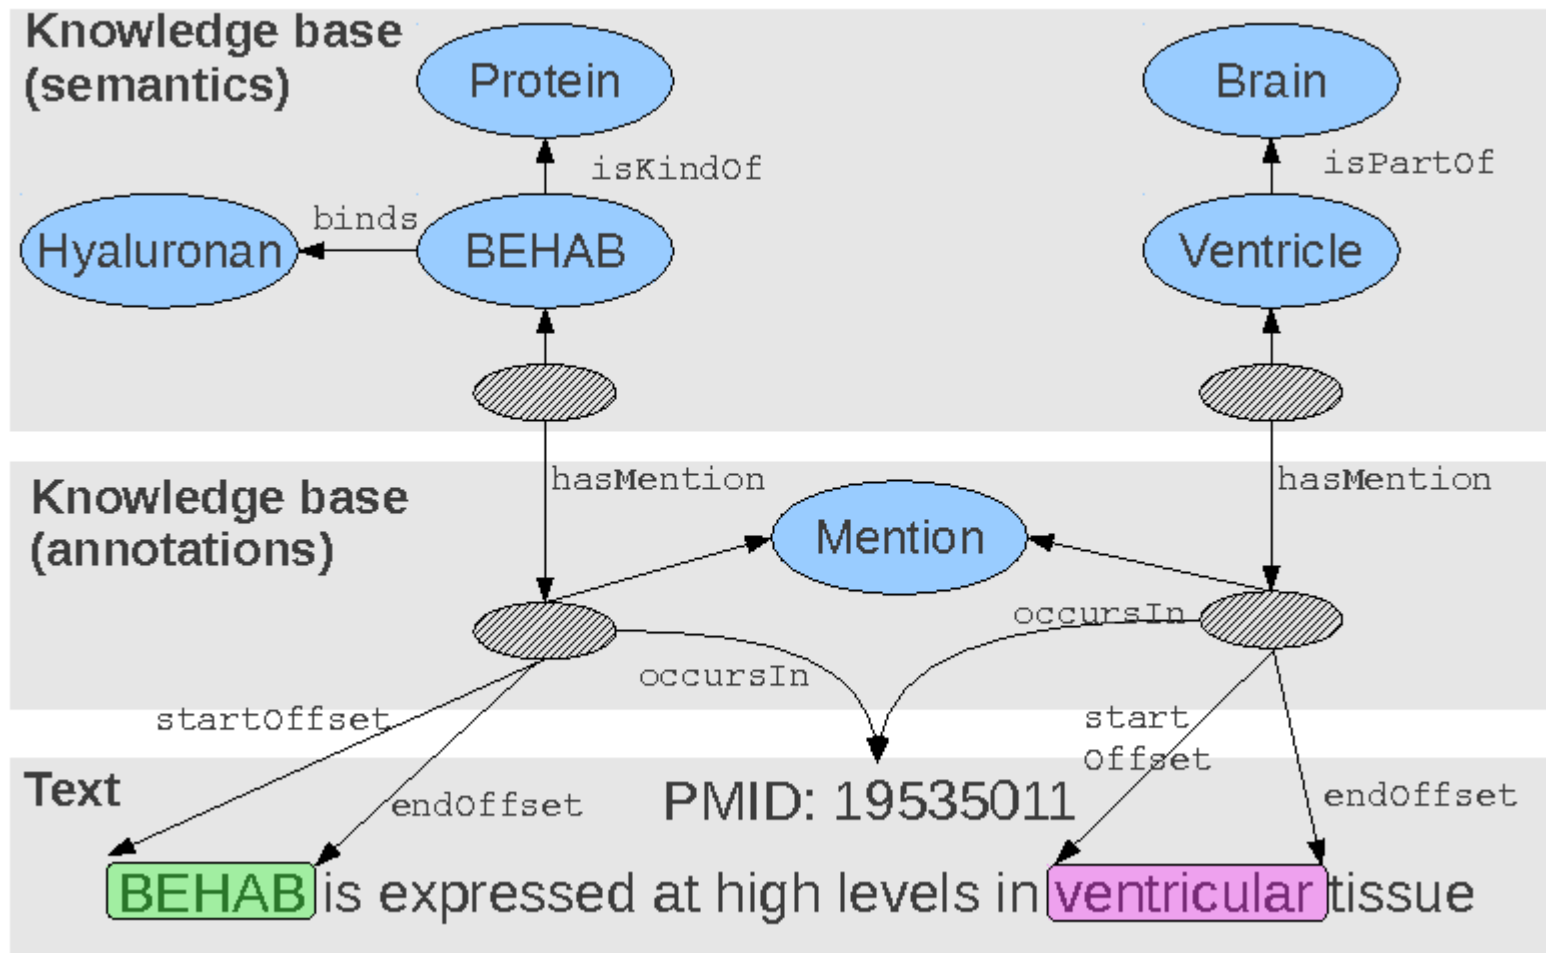 Knowledge base
(semantics)
Protein
Brain
isKindOf
isPartOf
Hyaluronan
binds
BEHAB
Ventricle
hasMention
hasMention
Knowledge base
(annotations)
Mention
occursIn
occursIn
startOffset
start
Offset
Text
endOffset
PMID: 19535011
endOffset
BEHAB is expressed at high levels in ventricular tissue